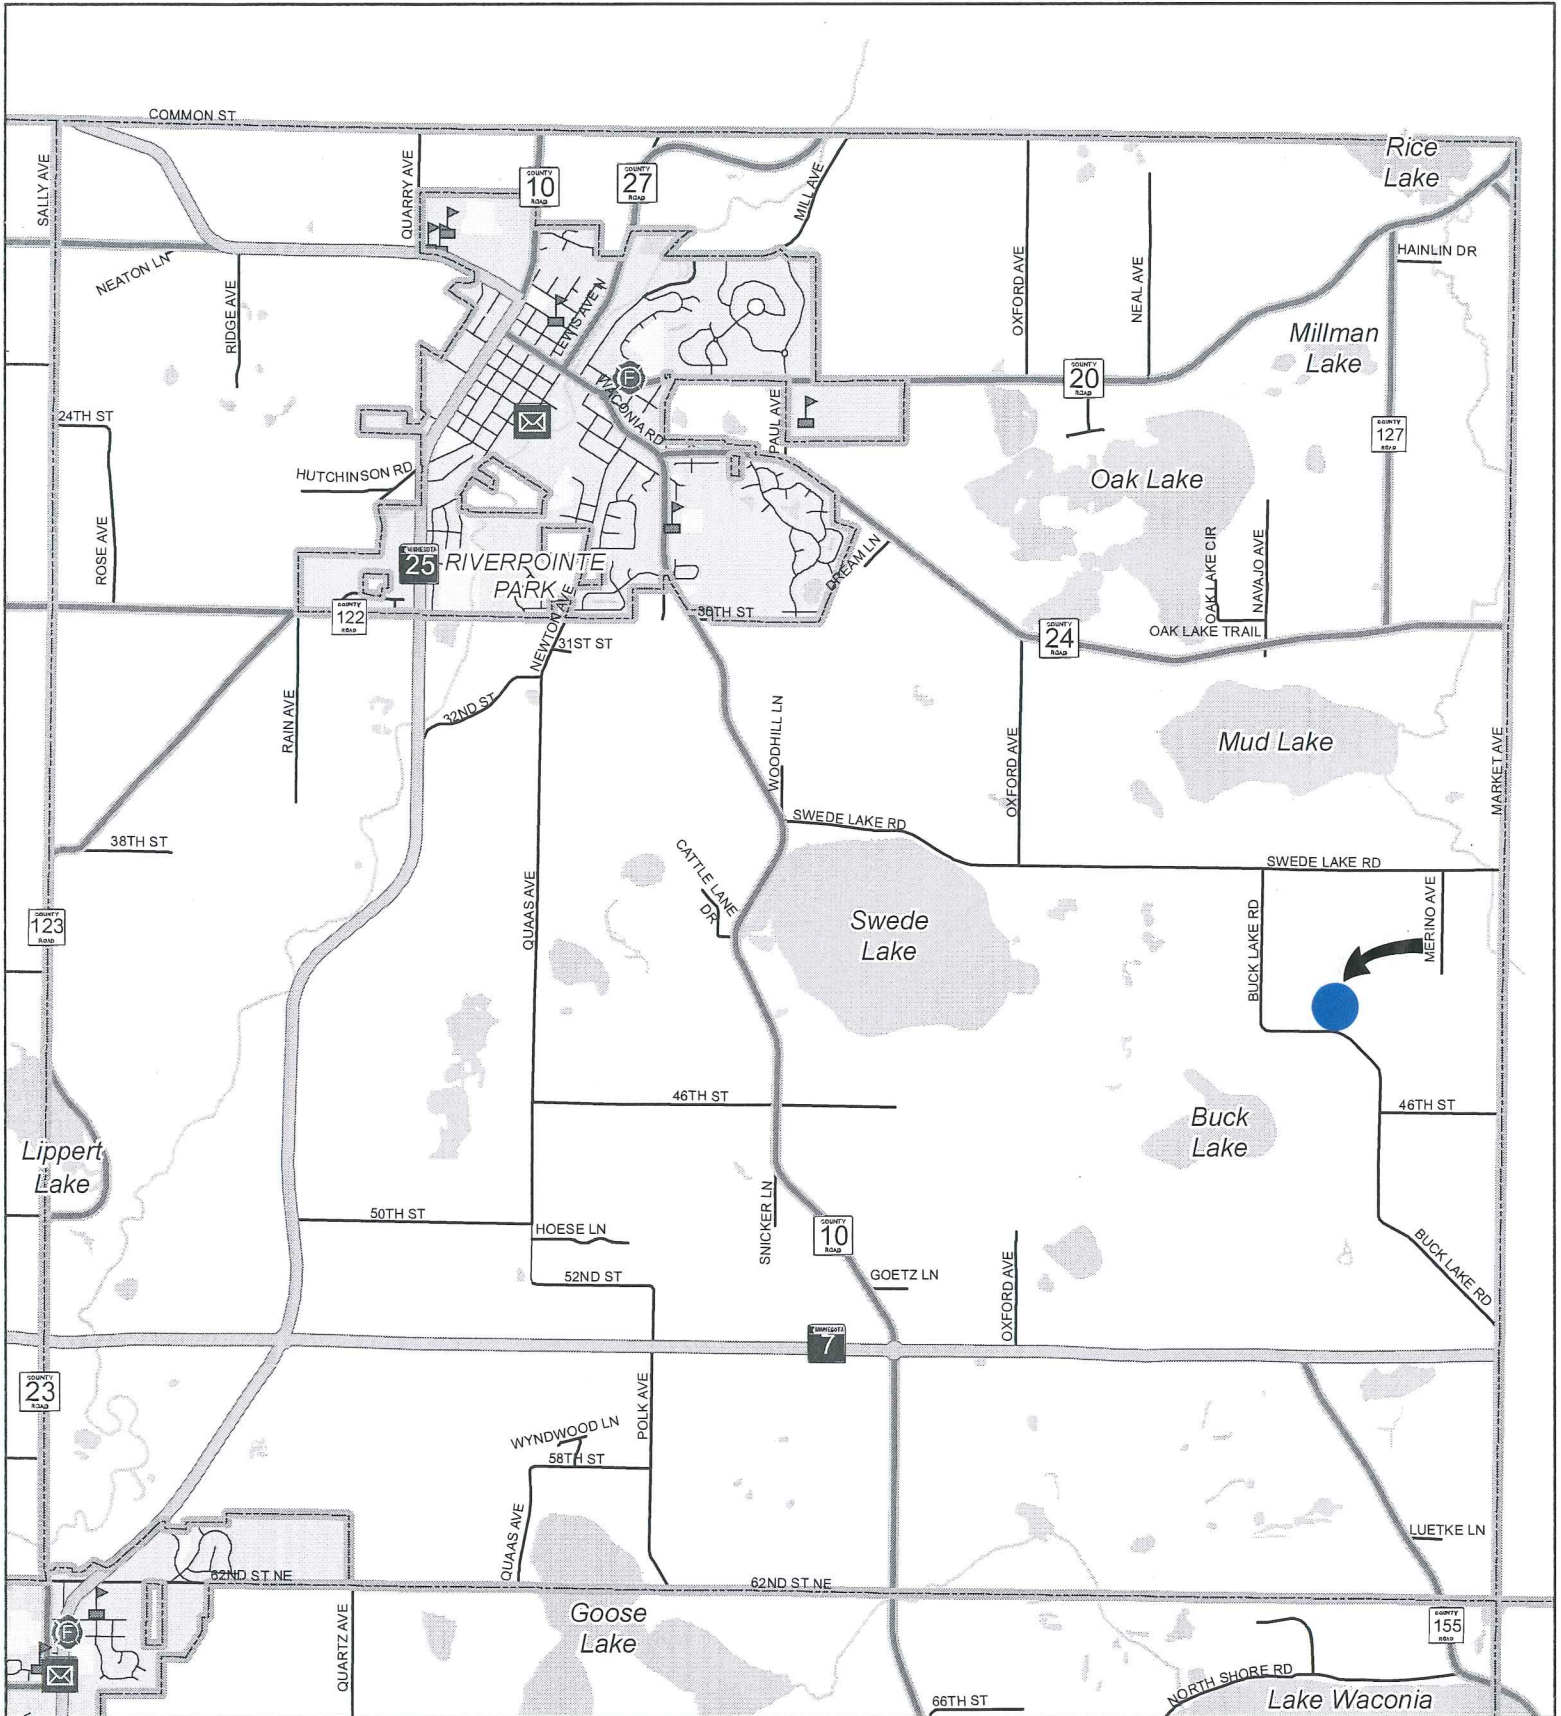 COMMON ST
Rice
Lake
SALLY AVE
QUARRY AVE
COUNTY
10
ROAD
COUNTY
27
ROAD
MILL AVE
OXFORD AVE
NEAL AVE
HAINLIN DR
NEATON LN
RIDGE AVE
LEWIS AVE N
Millman
Lake
F
WACONIA RD
COUNTY
20
ROAD
PAUL AVE
24TH ST
COUNTY
127
ROAD
HUTCHINSON RD
Oak Lake
ROSE AVE
MINNESOTA
25
RIVERPOINTE
PARK
DREAM LN
OAK LAKE CIR
NAVAJO AVE
COUNTY
122
ROAD
NEWTON AVE
30TH ST
31ST ST
COUNTY
24
ROAD
OAK LAKE TRAIL
RAIN AVE
32ND ST
WOODHILL LN
OXFORD AVE
Mud Lake
MARKET AVE
SWEDE LAKE RD
38TH ST
CATTLE LANE
DR
SWEDE LAKE RD
QUAAS AVE
COUNTY
123
ROAD
Swede
Lake
BUCK LAKE RD
MERINO AVE
46TH ST
46TH ST
Buck
Lake
Lippert
Lake
50TH ST
HOESE LN
SNICKER LN
COUNTY
10
ROAD
52ND ST
GOETZ LN
OXFORD AVE
BUCK LAKE RD
MINNESOTA
7
COUNTY
23
ROAD
POLK AVE
WYNDWOOD LN
58TH ST
QUAAS AVE
LUETKE LN
62ND ST NE
62ND ST NE
F
QUARTZ AVE
Goose
Lake
COUNTY
155
ROAD
NORTH SHORE RD
66TH ST
Lake Waconia